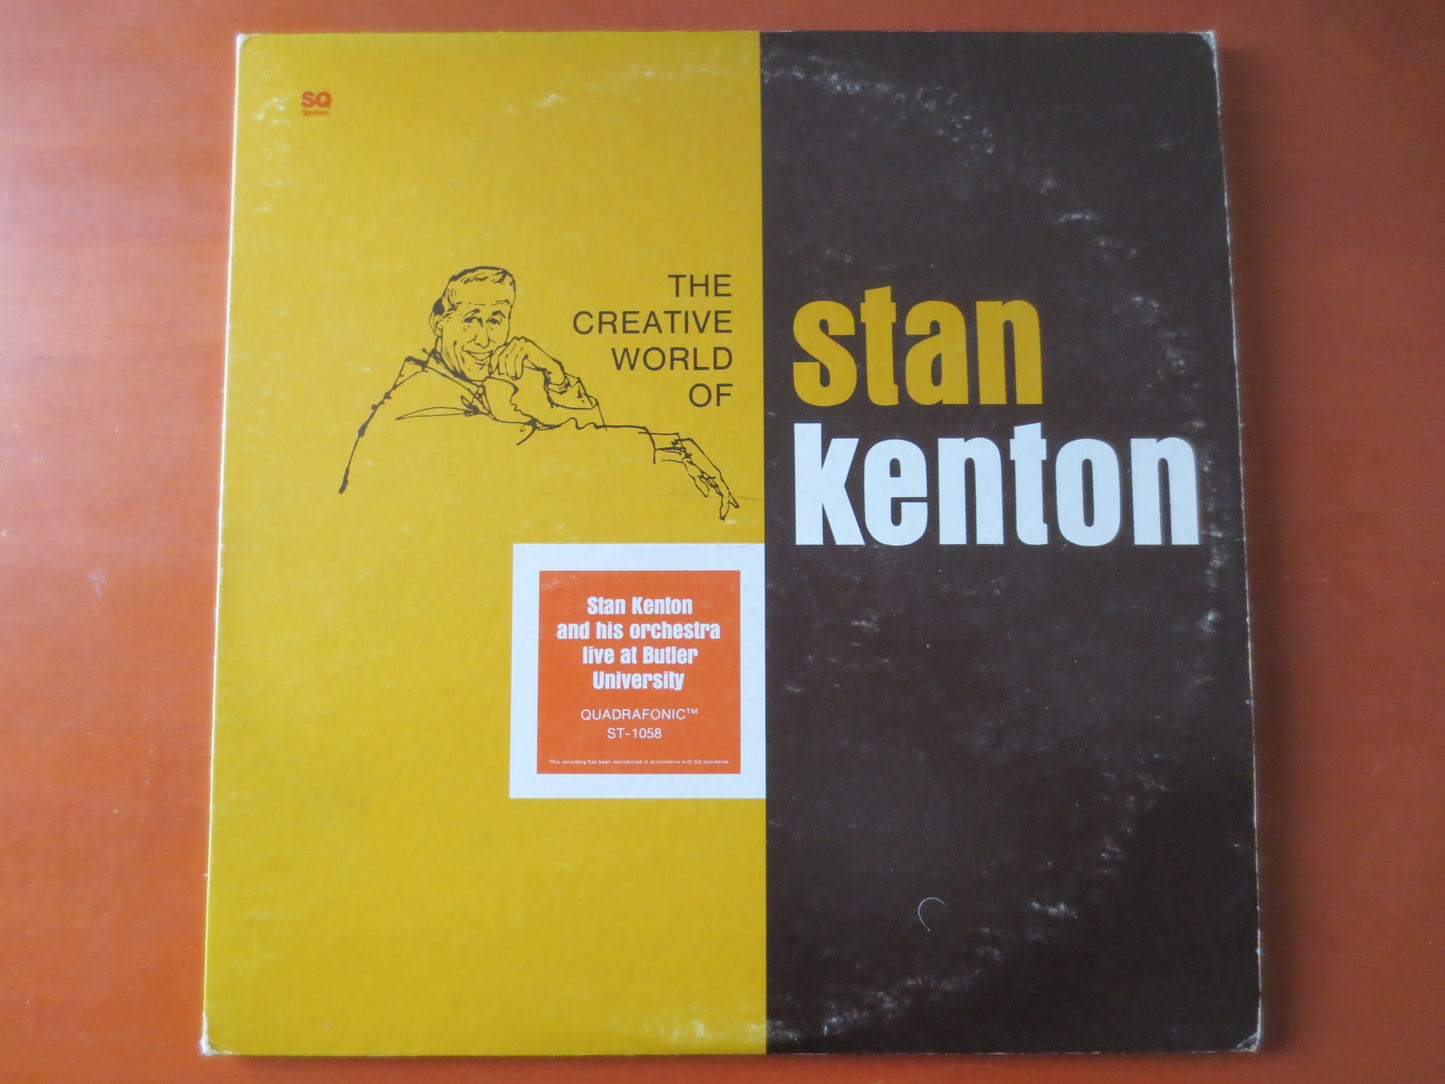 SQ
System
THE
CREATIVE
WORLD
OF
stan
kenton
Stan Kenton
and his orchestra
live at Butler
University
QUADRAFONIC™
ST-1058
This recording has been reproduced in accordance with SQ standards.